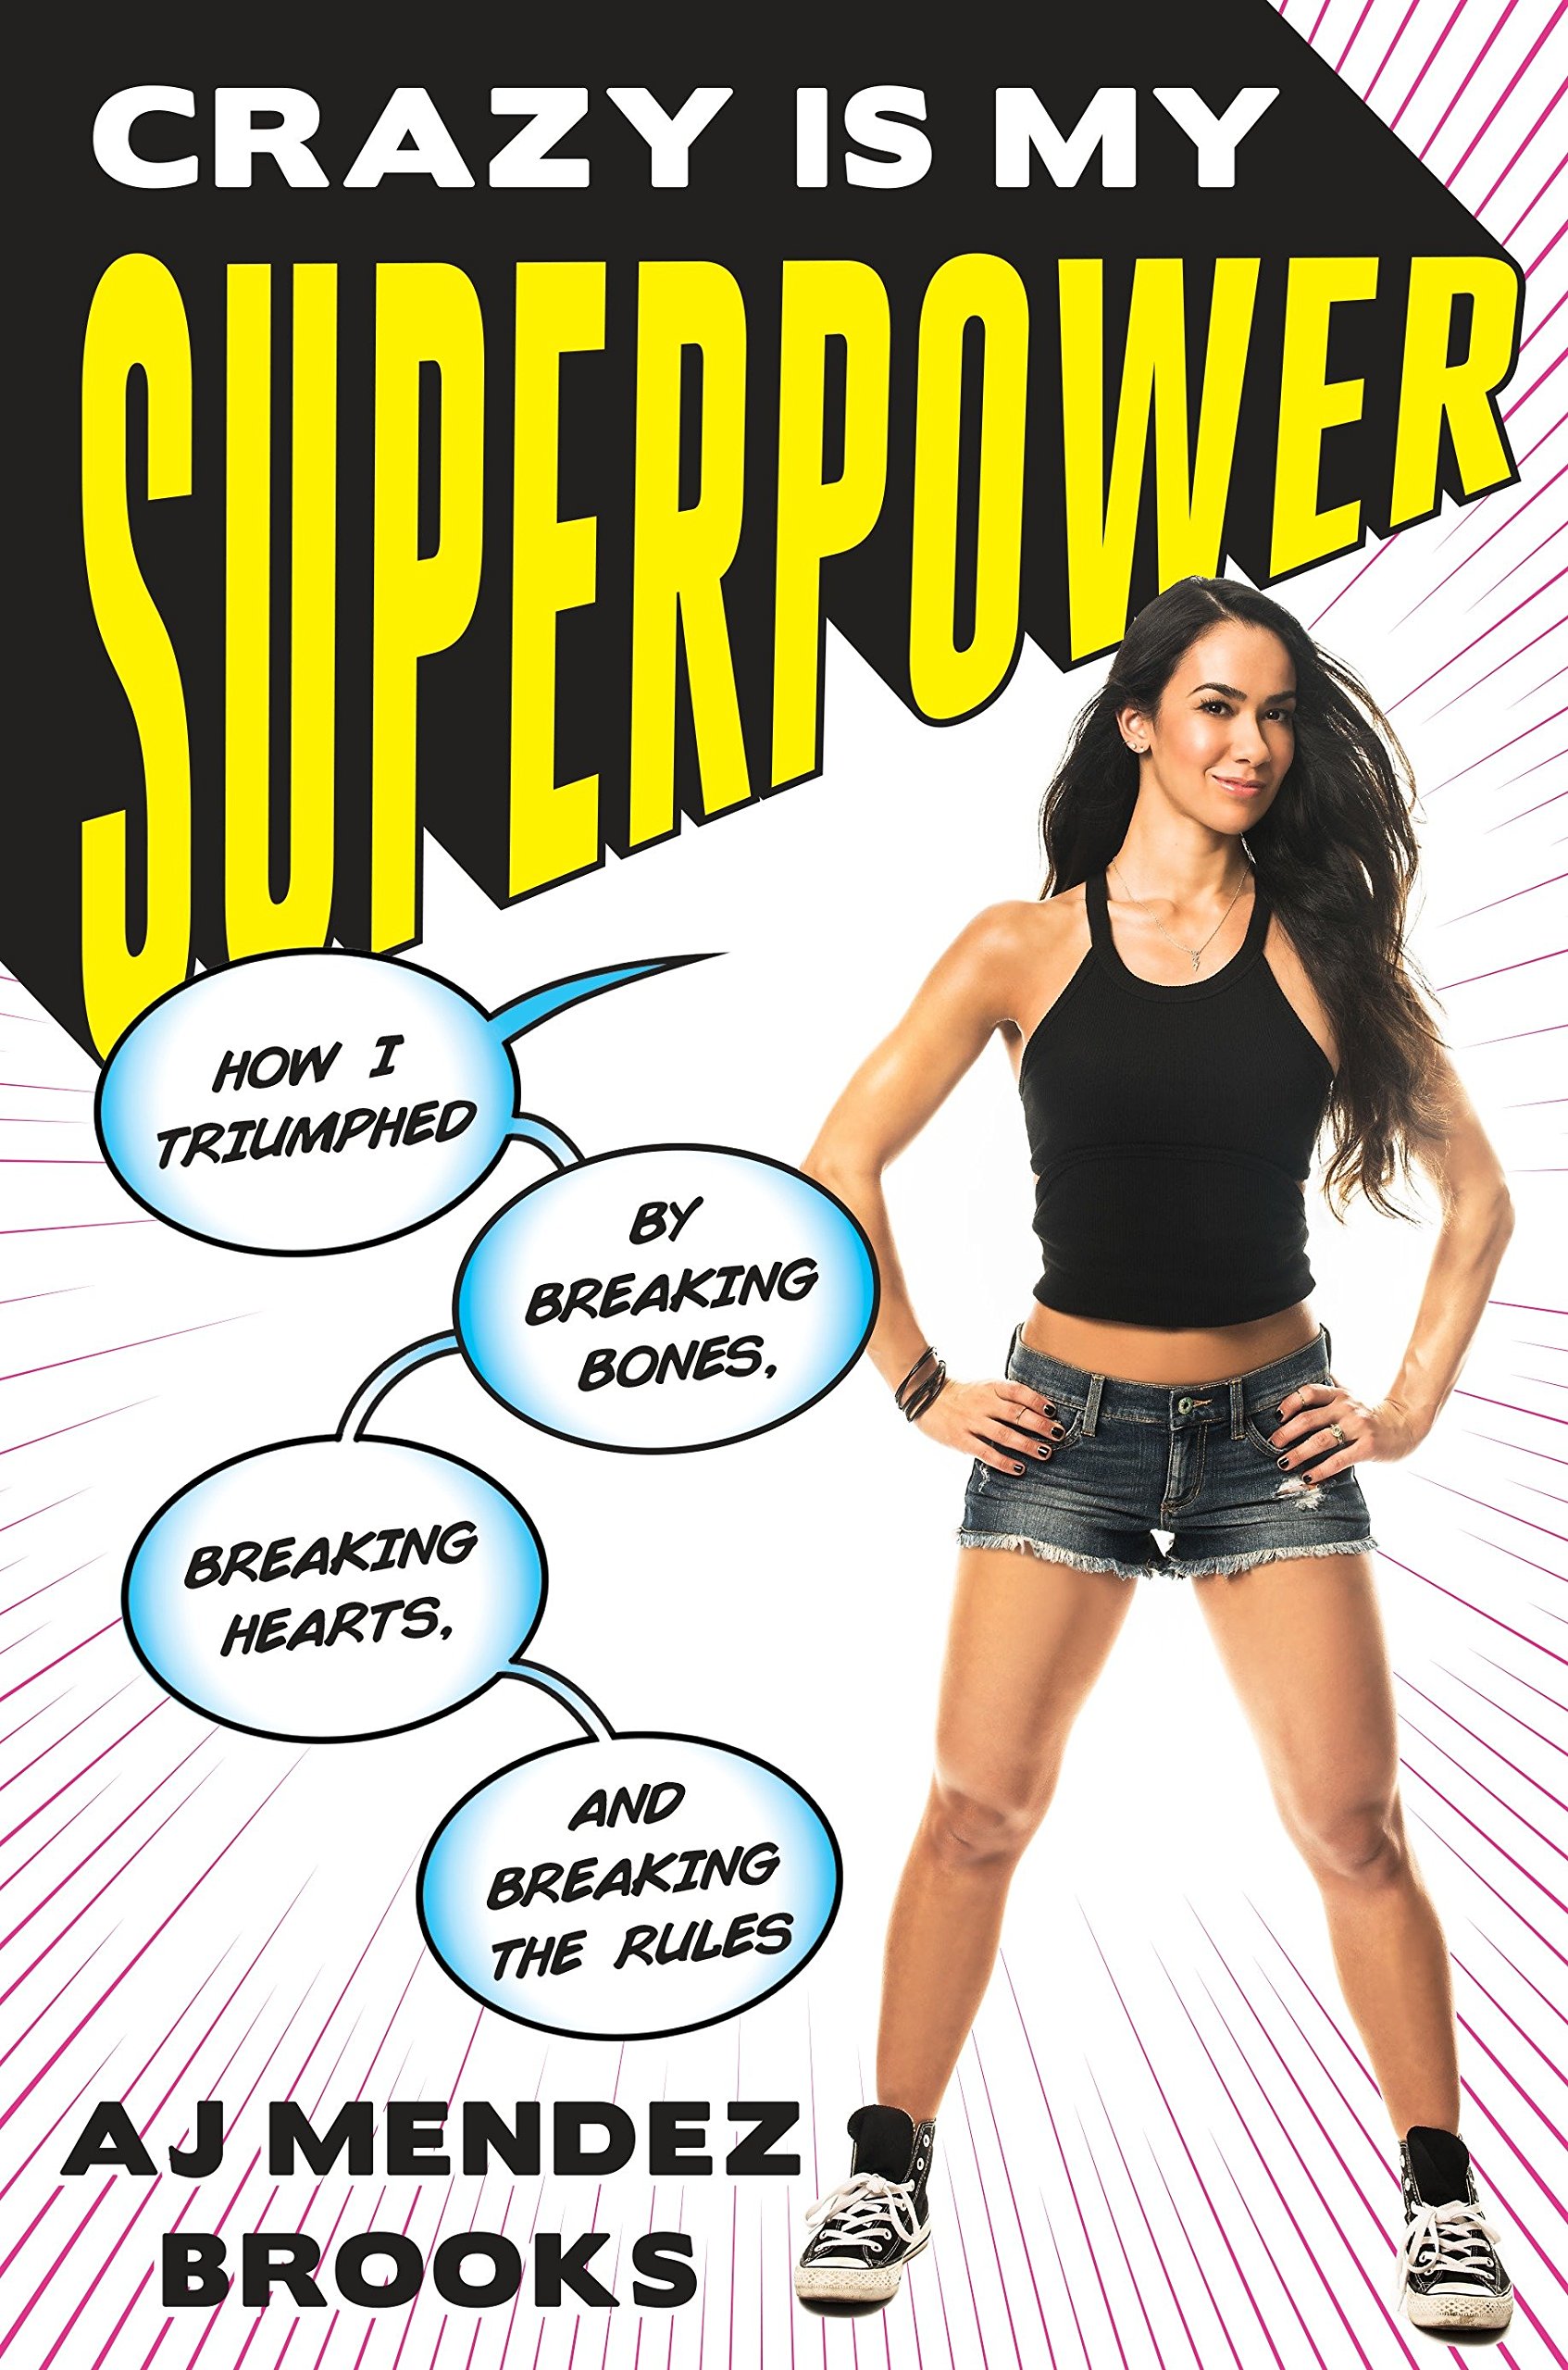 CRAZY IS MY
SUPERPOWER
HOW I
TRIUMPHED
BY
BREAKING
BONES,
BREAKING
HEARTS,
AND
BREAKING
THE RULES
AJ MENDEZ
BROOKS